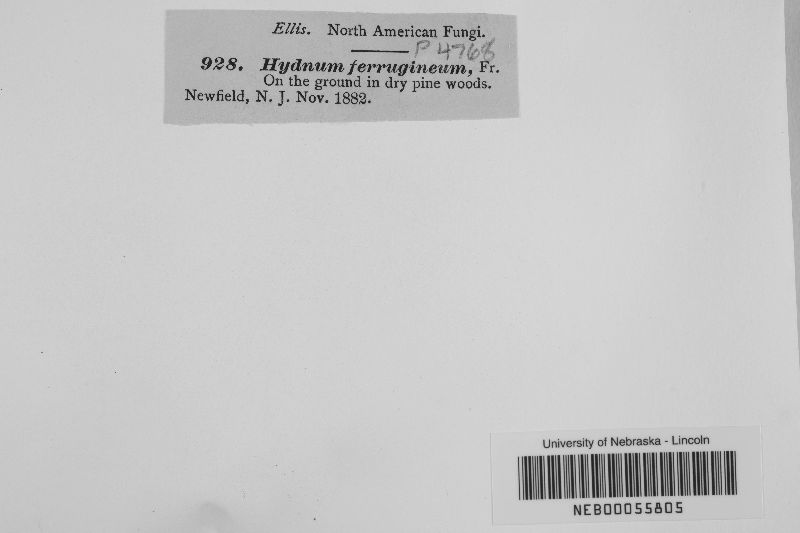 Ellis. North American Fungi.
P 4768
928. Hydnum ferrugineum, Fr.
On the ground in dry pine woods.
Newfield, N. J. Nov. 1882.
University of Nebraska - Lincoln
NEB00055805